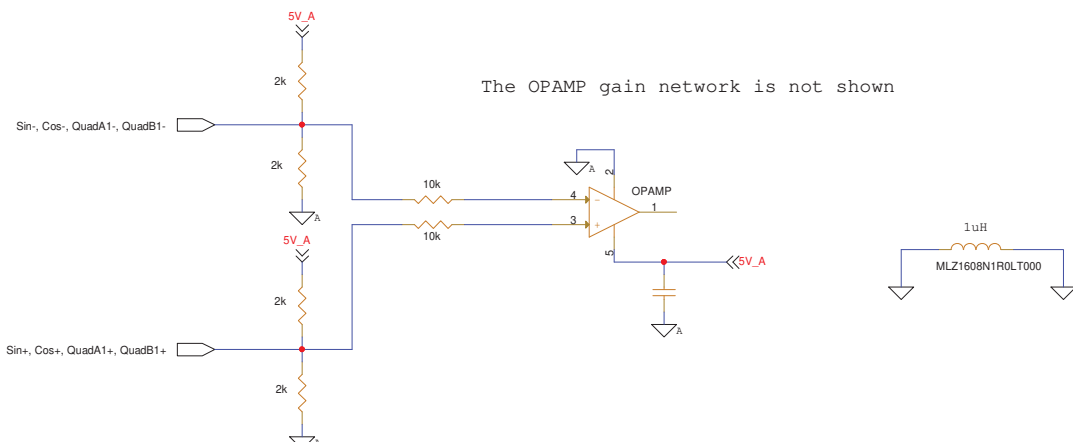 5V_A
2k
The OPAMP gain network is not shown
Sin-, Cos-, QuadA1-, QuadB1-
2k
A
2
10k
OPAMP
4
-
1
A
3
+
10k
1uH
5V_A
5
5V_A
MLZ1608N1R0LT000
2k
A
Sin+, Cos+, QuadA1+, QuadB1+
2k